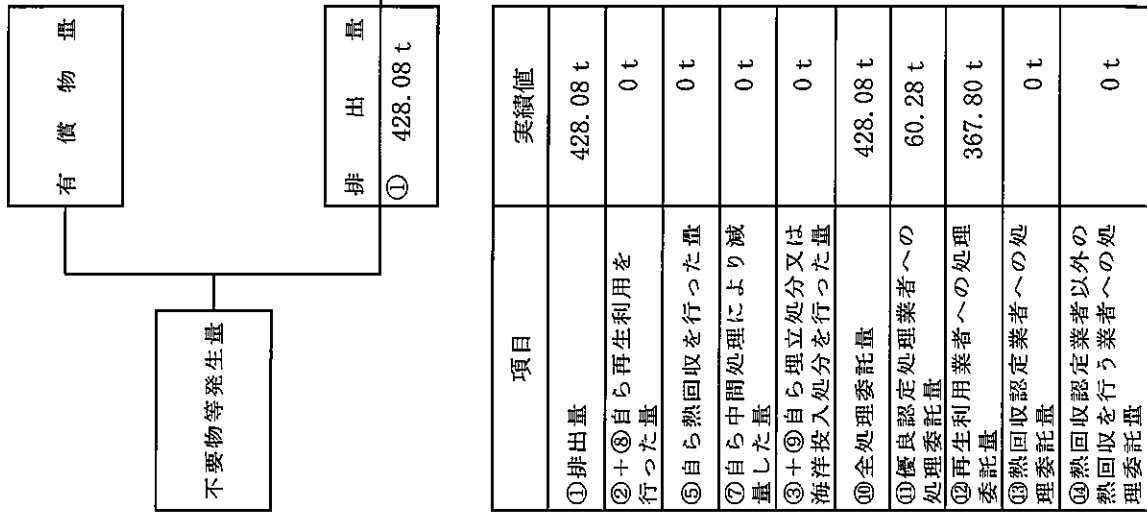 有償物量
不要物等発生量
排出量
① 428.08 t
項目 実績値
①排出量 428.08 t
②+⑧自ら再生利用を
行った量 0 t
⑤自ら熱回収を行った量 0 t
⑦自ら中間処理により減
量した量 0 t
③+⑨自ら埋立処分又は
海洋投入処分を行った量 0 t
⑩全処理委託量 428.08 t
⑪優良認定処理業者への
処理委託量 60.28 t
⑫再生利用業者への処理
委託量 367.80 t
⑬熱回収認定業者への処
理委託量 0 t
⑭熱回収認定業者以外の
熱回収を行う業者への処
理委託量 0 t